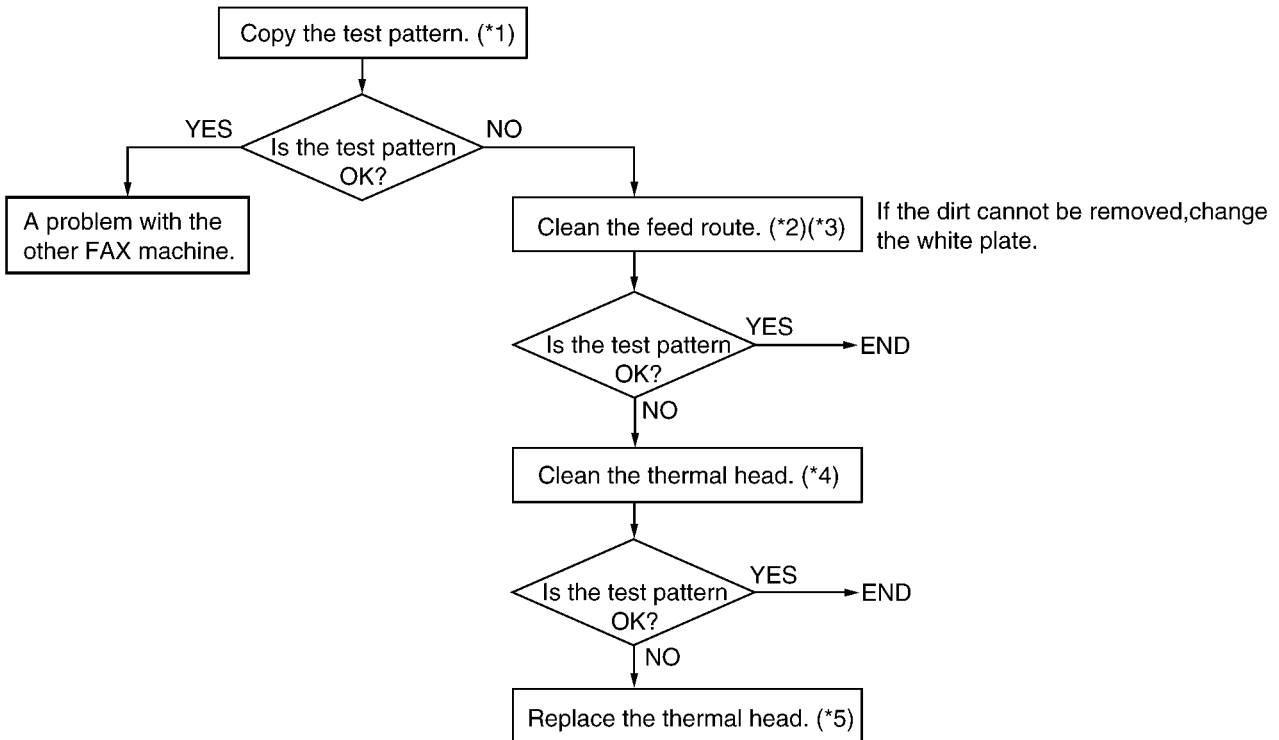 Copy the test pattern. (*1)
YES
NO
Is the test pattern
OK?
A problem with the
other FAX machine.
Clean the feed route. (*2)(*3)
If the dirt cannot be removed,change
the white plate.
Is the test pattern
OK?
YES
END
NO
Clean the thermal head. (*4)
Is the test pattern
OK?
YES
END
NO
Replace the thermal head. (*5)